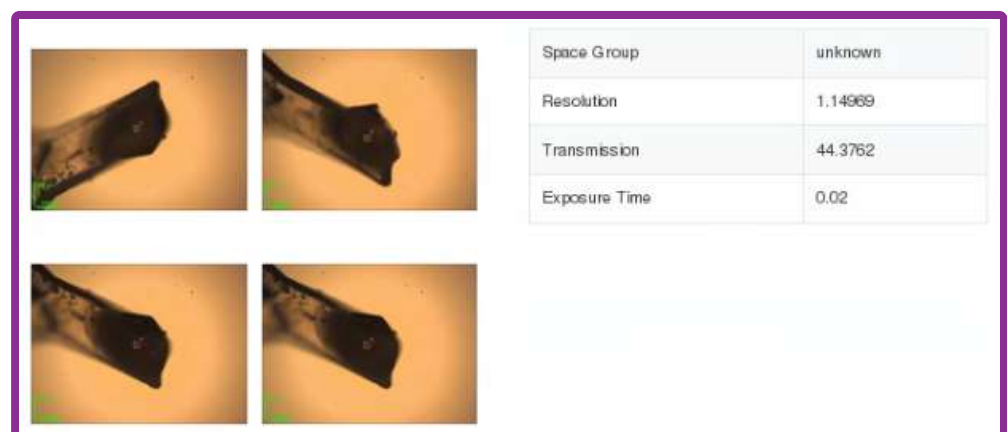 Space Group unknown
Resolution 1.14969
Transmission 44.3762
Exposure Time 0.02